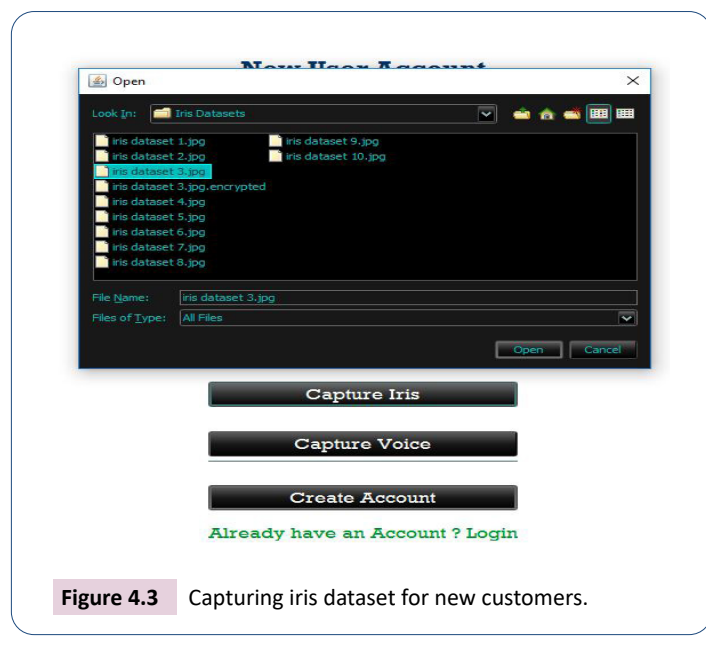 New User Account
Open
Look In: Iris Datasets
iris dataset 1.jpg
iris dataset 2.jpg
iris dataset 3.jpg
iris dataset 3.jpg.encrypted
iris dataset 4.jpg
iris dataset 5.jpg
iris dataset 6.jpg
iris dataset 7.jpg
iris dataset 8.jpg
iris dataset 9.jpg
iris dataset 10.jpg
File Name: iris dataset 3.jpg
Files of Type: All Files
Open Cancel
Capture Iris
Capture Voice
Create Account
Already have an Account ? Login
Figure 4.3 Capturing iris dataset for new customers.